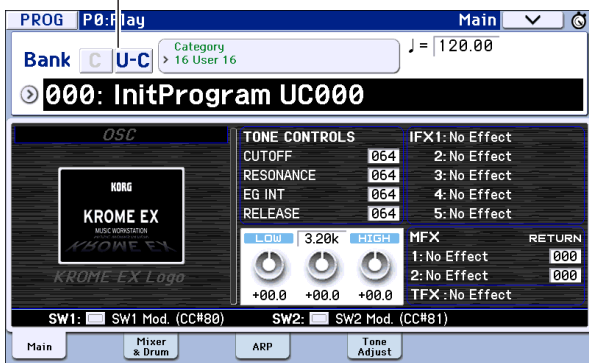 PROG P0:Play Main
Bank C U-C Category ♩= 120.00
16 User 16
000: InitProgram UC000
OSC TONE CONTROLS IFX1: No Effect
CUTOFF 064 2: No Effect
RESONANCE 064 3: No Effect
EG INT 064 4: No Effect
RELEASE 064 5: No Effect
KORG
KROME EX
MUSIC WORKSTATION
KROME EX
KROME EX Logo
LOW 3.20k HIGH MFX RETURN
1: No Effect 000
2: No Effect 000
+00.0 +00.0 +00.0 TFX : No Effect
SW1: SW1 Mod. (CC#80) SW2: SW2 Mod. (CC#81)
Main Mixer & Drum ARP Tone Adjust